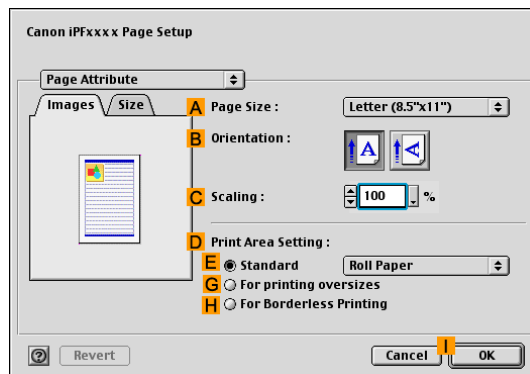 Canon iPFxxxx Page Setup
Page Attribute
Images Size
A Page Size : Letter (8.5"x11")
B Orientation :
A A
C Scaling : 100 %
D Print Area Setting :
E Standard Roll Paper
G For printing oversizes
H For Borderless Printing
? Revert Cancel I OK